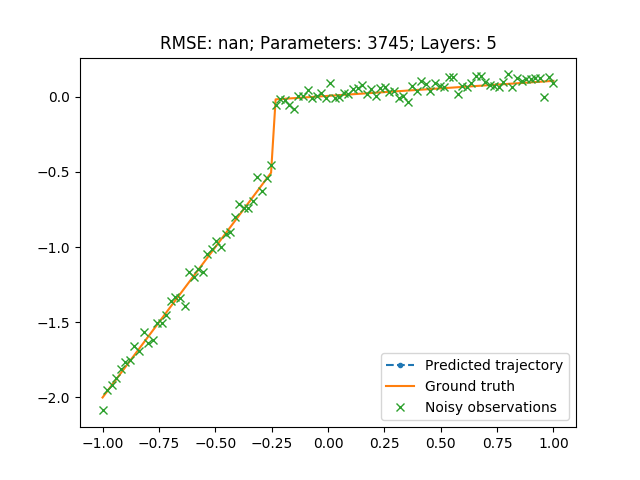 RMSE: nan; Parameters: 3745; Layers: 5
0.0
−0.5
−1.0
−1.5
−2.0
−1.00 −0.75 −0.50 −0.25 0.00 0.25 0.50 0.75 1.00
Predicted trajectory
Ground truth
Noisy observations